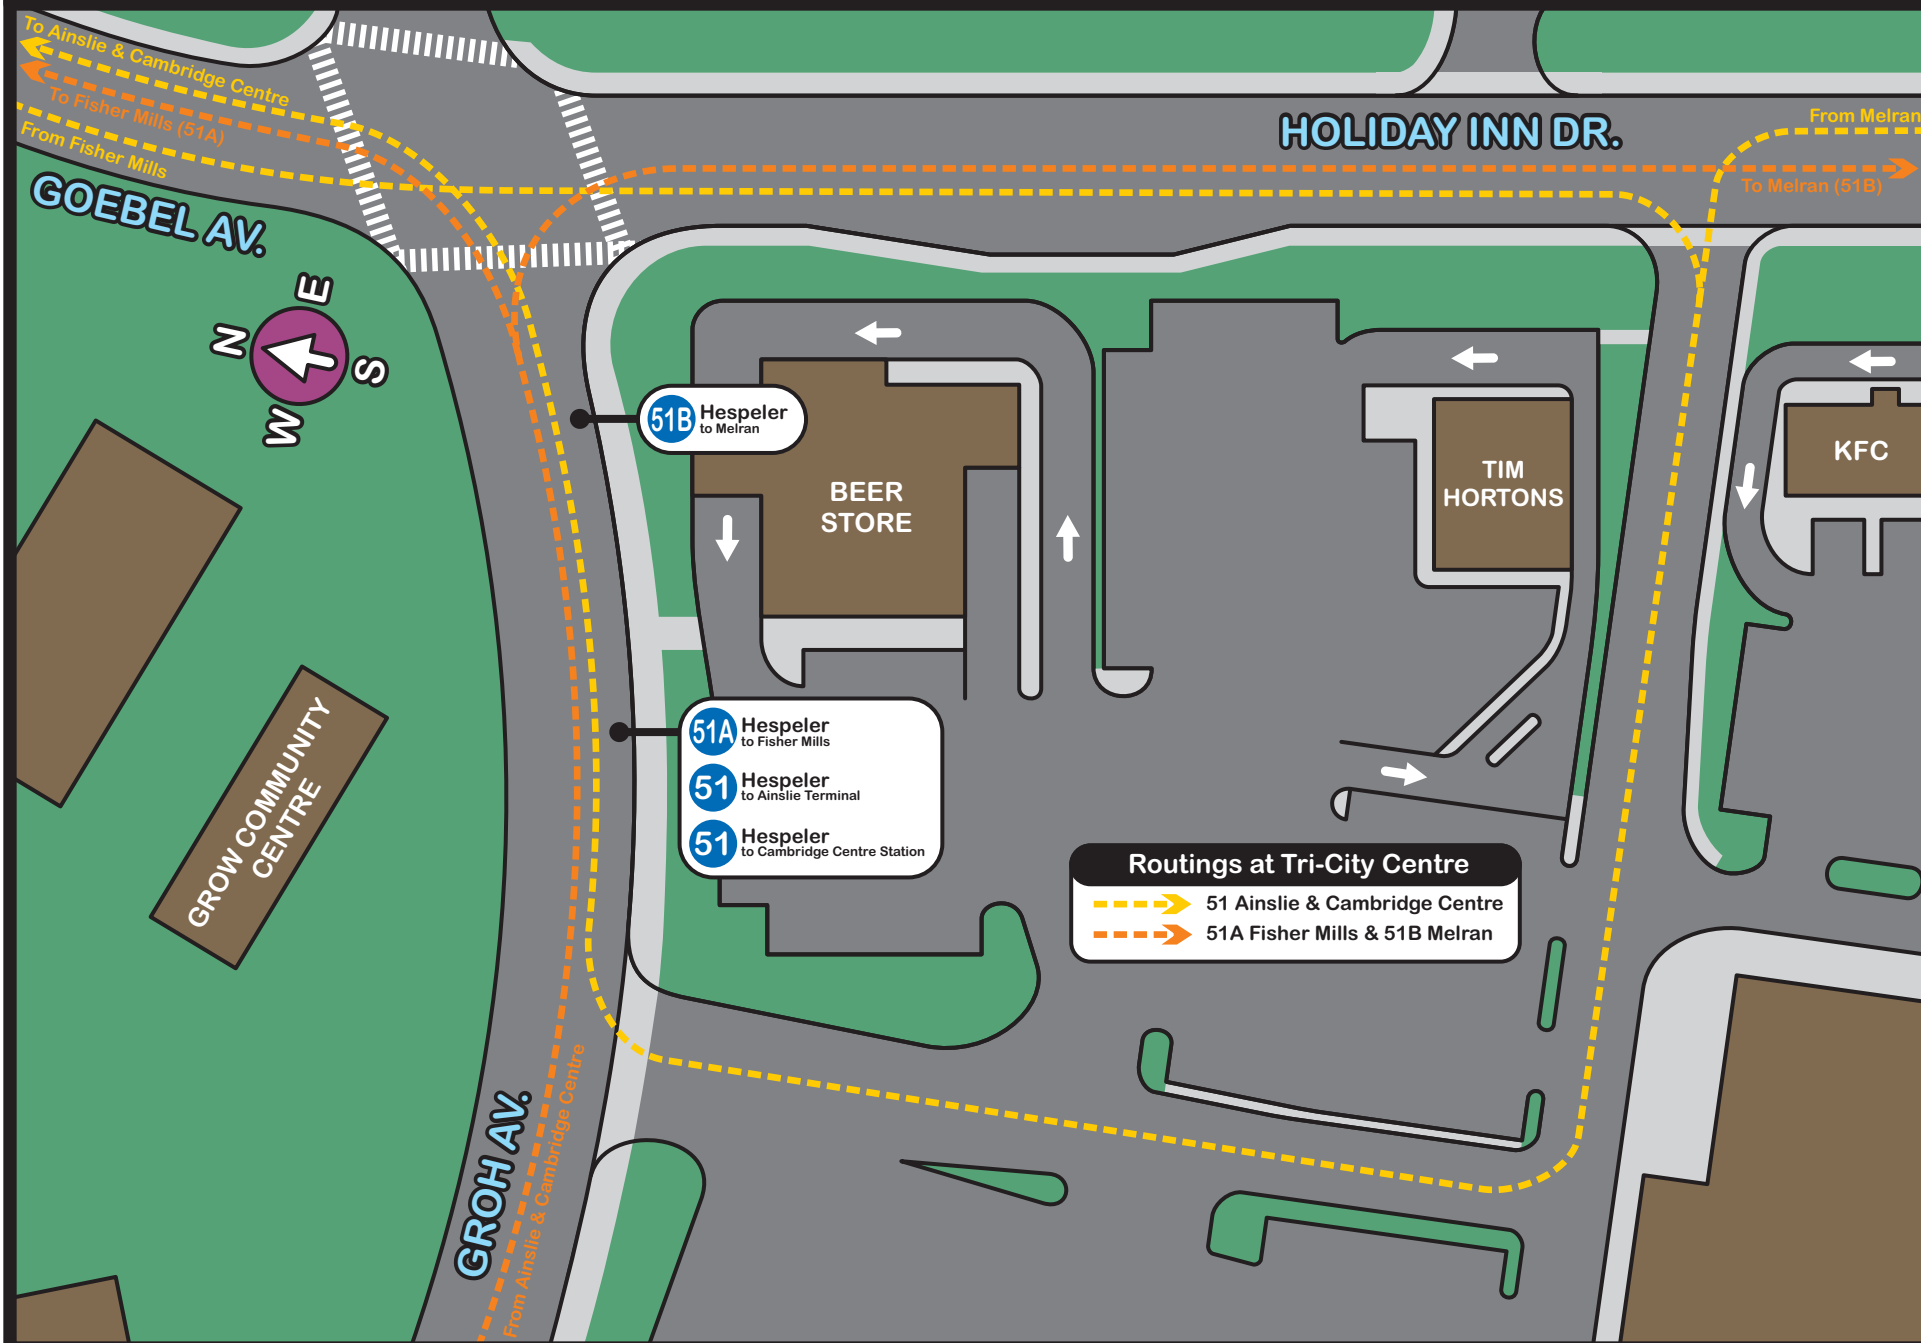 To Ainslie & Cambridge Centre
To Fisher Mills (51A)
From Fisher Mills
GOEBEL AV.
HOLIDAY INN DR.
From Melran
To Melran (51B)
N
E
S
W
51B Hespeler
to Melran
BEER
STORE
TIM
HORTONS
KFC
GROW COMMUNITY
CENTRE
51A Hespeler
to Fisher Mills
51 Hespeler
to Ainslie Terminal
51 Hespeler
to Cambridge Centre Station
Routings at Tri-City Centre
51 Ainslie & Cambridge Centre
51A Fisher Mills & 51B Melran
GROH AV.
From Ainslie & Cambridge Centre